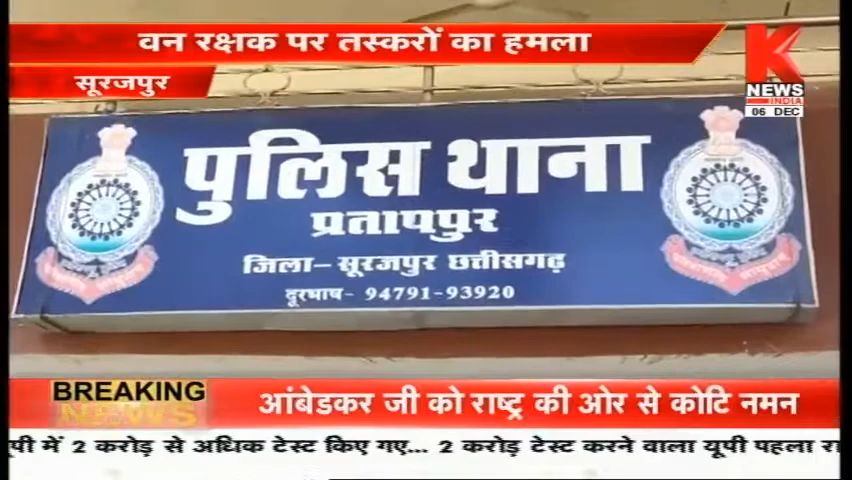 वन रक्षक पर तस्करों का हमला
सूरजपुर
K
NEWS
INDIA
06 DEC
पुलिस थाना
प्रतापपुर
जिला-सूरजपुर छत्तीसगढ़
दूरभाष- 94791-93920
BREAKING
NEWS
आंबेडकर जी को राष्ट्र की ओर से कोटि नमन
में 2 करोड़ से अधिक टेस्ट किए गए... 2 करोड़ टेस्ट करने वाला यूपी पहला